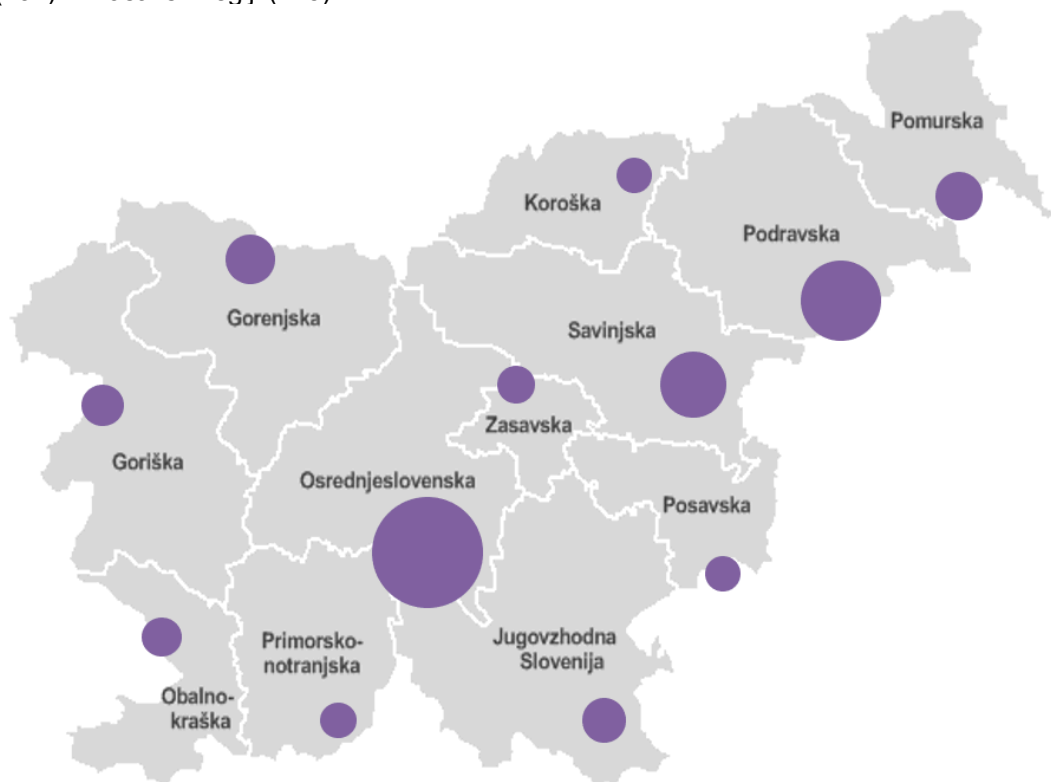 Pomurska
Koroška
Podravska
Gorenjska
Savinjska
Zasavska
Goriška
Osrednjeslovenska
Posavska
Primorsko-
notranjska
Jugovzhodna
Slovenija
Obalno-
kraška